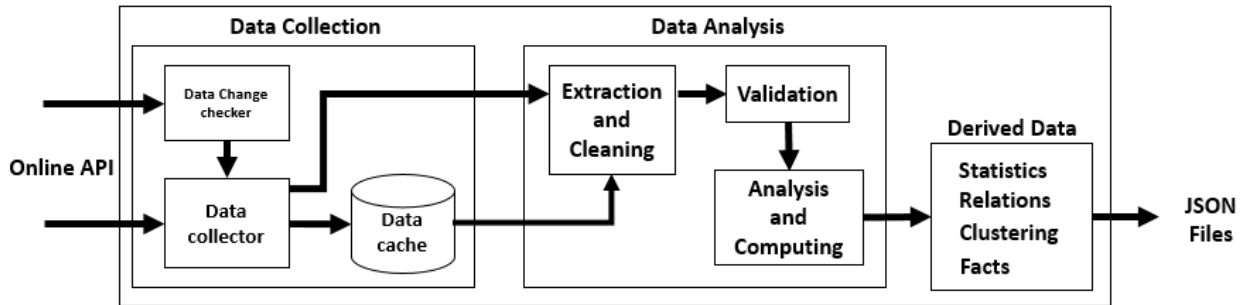 Data Collection
Data Analysis
Data Change
checker
Online API
Data
collector
Data
cache
Extraction
and
Cleaning
Validation
Analysis
and
Computing
Derived Data
Statistics
Relations
Clustering
Facts
JSON
Files